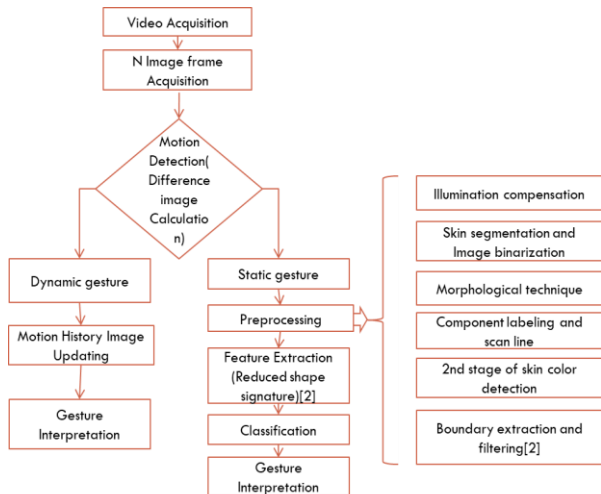 Video Acquisition
N Image frame
Acquisition
Motion
Detection(
Difference
image
Calculatio
n)
Dynamic gesture
Motion History Image
Updating
Gesture
Interpretation
Static gesture
Preprocessing
Feature Extraction
(Reduced shape
signature)[2]
Classification
Gesture
Interpretation
Illumination compensation
Skin segmentation and
Image binarization
Morphological technique
Component labeling and
scan line
2nd stage of skin color
detection
Boundary extraction and
filtering[2]